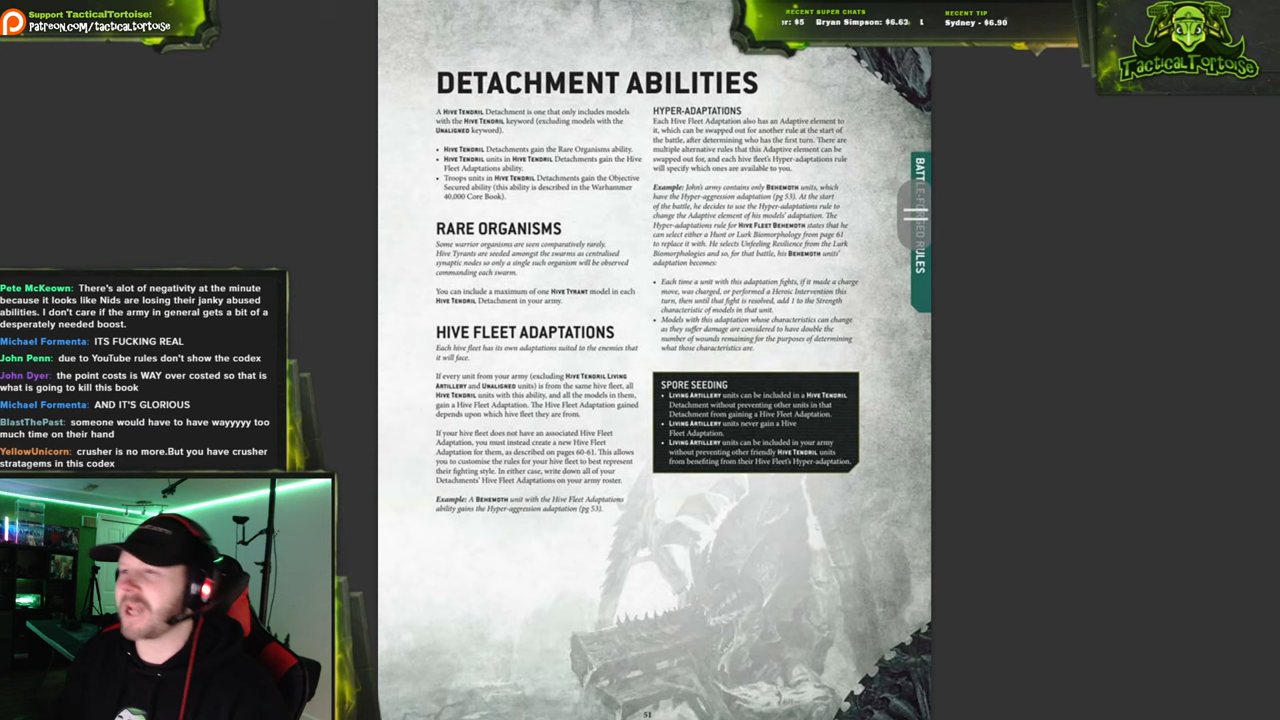 Support TacticalTortoise!
Patreon.com/tacticaltortoise
RECENT SUPER CHATS
er: $5 Bryan Simpson: $6.63 L
RECENT TIP
Sydney - $6.90
TacticalTortoise
DETACHMENT ABILITIES
A HIVE TENDRIL Detachment is one that only includes models
with the HIVE TENDRIL keyword (excluding models with the
UNALIGNED keyword).
• HIVE TENDRIL Detachments gain the Rare Organisms ability.
• HIVE TENDRIL units in HIVE TENDRIL Detachments gain the Hive
Fleet Adaptations ability.
• Troops units in HIVE TENDRIL Detachments gain the Objective
Secured ability (this ability is described in the Warhammer
40,000 Core Book).
RARE ORGANISMS
Some warrior organisms are seen comparatively rarely.
Hive Tyrants are seeded amongst the swarms as centralised
synaptic nodes so only a single such organism will be observed
commanding each swarm.
You can include a maximum of one HIVE TYRANT model in each
HIVE TENDRIL Detachment in your army.
HIVE FLEET ADAPTATIONS
Each hive fleet has its own adaptations suited to the enemies that
it will face.
If every unit from your army (excluding HIVE TENDRIL LIVING
ARTILLERY and UNALIGNED units) is from the same hive fleet, all
HIVE TENDRIL units with this ability, and all the models in them,
gain a Hive Fleet Adaptation. The Hive Fleet Adaptation gained
depends upon which hive fleet they are from.
If your hive fleet does not have an associated Hive Fleet
Adaptation, you must instead create a new Hive Fleet
Adaptation for them, as described on pages 60-61. This allows
you to customise the rules for your hive fleet to best represent
their fighting style. In either case, write down all of your
Detachments' Hive Fleet Adaptations on your army roster.
Example: A BEHEMOTH unit with the Hive Fleet Adaptations
ability gains the Hyper-aggression adaptation (pg 53).
HYPER-ADAPTATIONS
Each Hive Fleet Adaptation also has an Adaptive element to
it, which can be swapped out for another rule at the start of
the battle, after determining who has the first turn. There are
multiple alternative rules that this Adaptive element can be
swapped out for, and each hive fleet's Hyper-adaptations rule
will specify which ones are available to you.
Example: John's army contains only BEHEMOTH units, which
have the Hyper-aggression adaptation (pg 53). At the start
of the battle, he decides to use the Hyper-adaptations rule to
change the Adaptive element of his models' adaptation. The
Hyper-adaptations rule for HIVE FLEET BEHEMOTH states that he
can select either a Hunt or Lurk Biomorphology from page 61
to replace it with. He selects Unfeeling Resilience from the Lurk
Biomorphologies and so, for that battle, his BEHEMOTH units'
adaptation becomes:
• Each time a unit with this adaptation fights, if it made a charge
move, was charged, or performed a Heroic Intervention this
turn, then until that fight is resolved, add 1 to the Strength
characteristic of models in that unit.
• Models with this adaptation whose characteristics can change
as they suffer damage are considered to have double the
number of wounds remaining for the purposes of determining
what those characteristics are.
SPORE SEEDING
• LIVING ARTILLERY units can be included in a HIVE TENDRIL
Detachment without preventing other units in that
Detachment from gaining a Hive Fleet Adaptation.
• LIVING ARTILLERY units never gain a Hive
Fleet Adaptation.
• LIVING ARTILLERY units can be included in your army
without preventing other friendly HIVE TENDRIL units
from benefiting from their Hive Fleet's Hyper-adaptation.
BATTLE-FORGED RULES
51
Pete McKeown: There's alot of negativity at the minute
because it looks like Nids are losing their janky abused
abilities. I don't care if the army in general gets a bit of a
desperately needed boost.
Michael Formenta: ITS FUCKING REAL
John Penn: due to YouTube rules don't show the codex
John Dyer: the point costs is WAY over costed so that is
what is going to kill this book
Michael Formenta: AND IT'S GLORIOUS
BlastThePast: someone would have to have wayyyyy too
much time on their hand
YellowUnicorn: crusher is no more.But you have crusher
stratagems in this codex